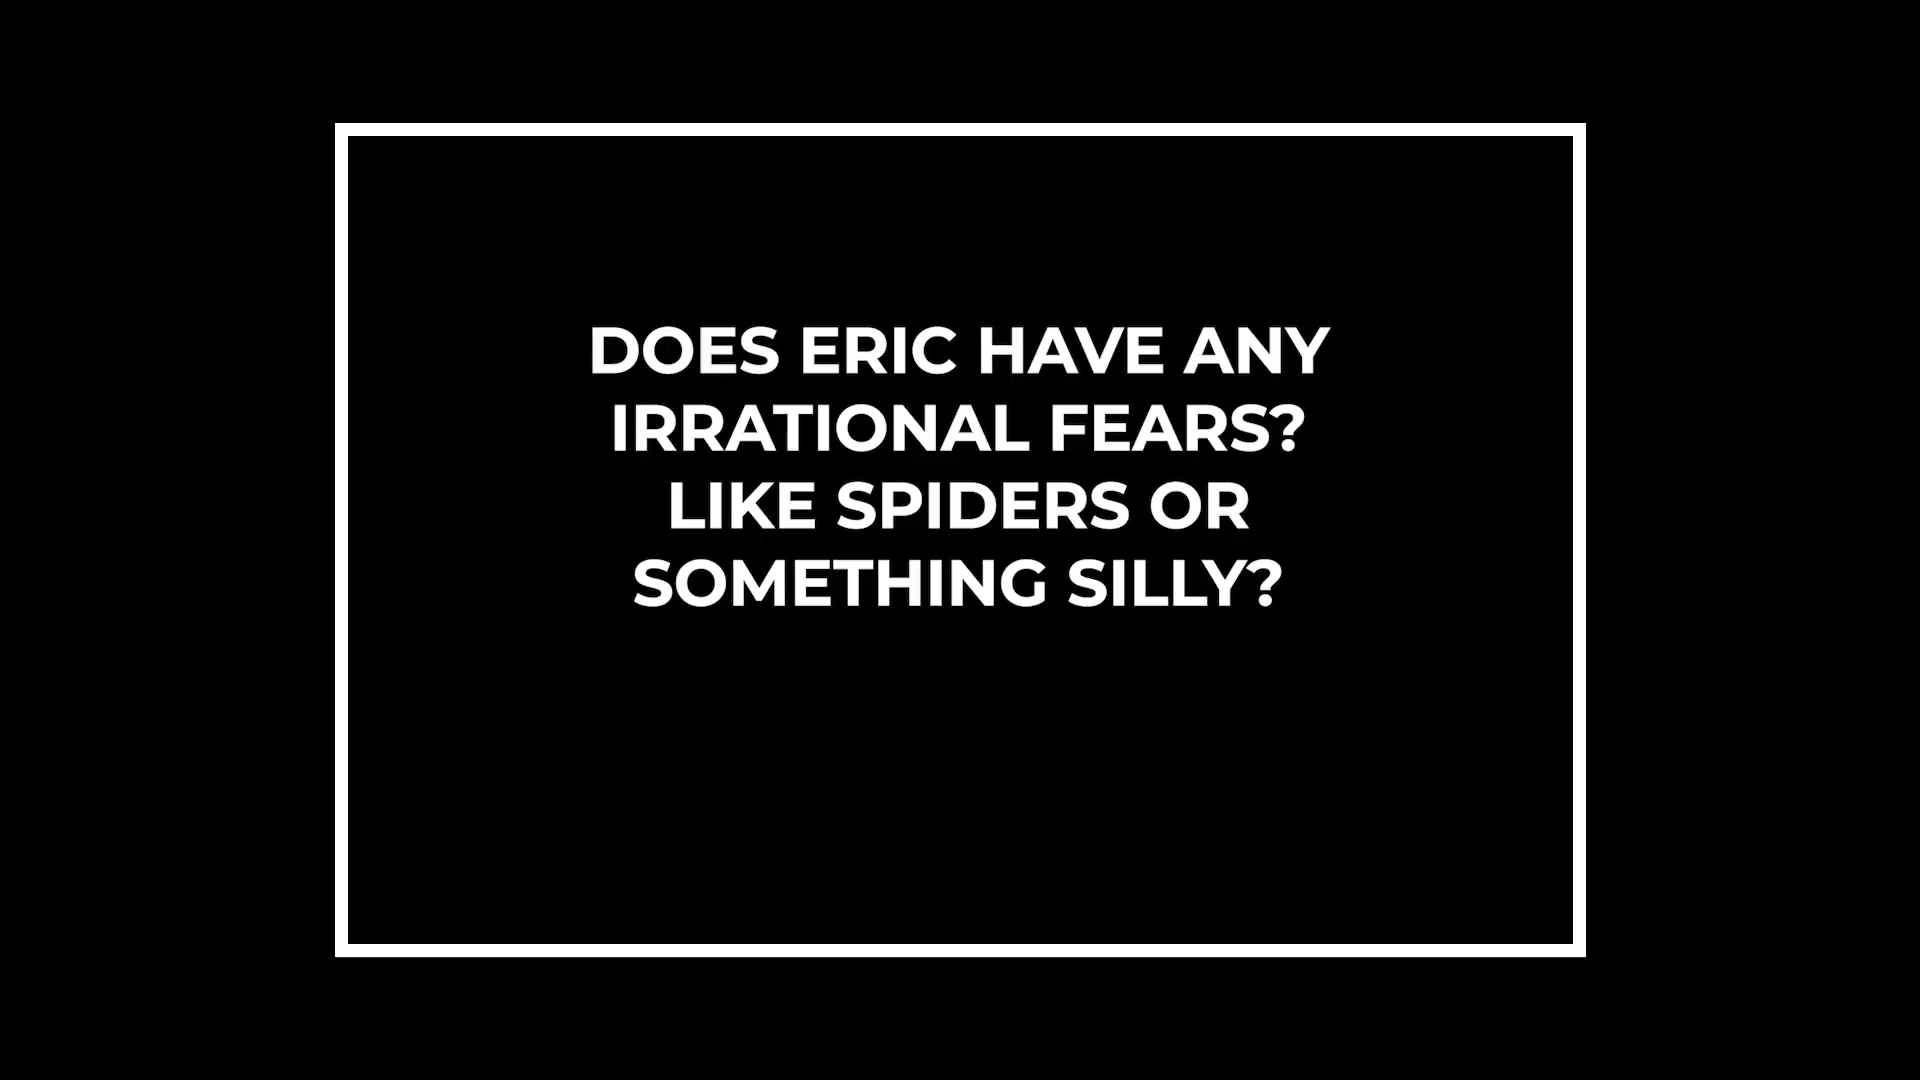 DOES ERIC HAVE ANY
IRRATIONAL FEARS?
LIKE SPIDERS OR
SOMETHING SILLY?